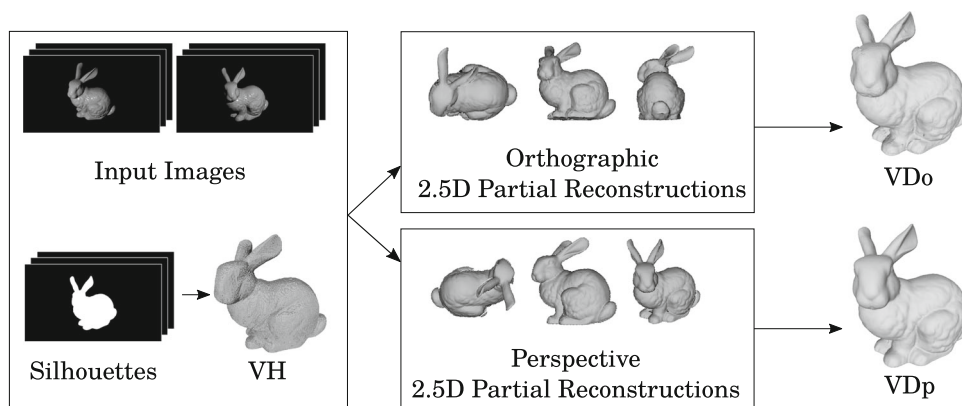 Input Images
Silhouettes
VH
Orthographic
2.5D Partial Reconstructions
VDo
Perspective
2.5D Partial Reconstructions
VDp